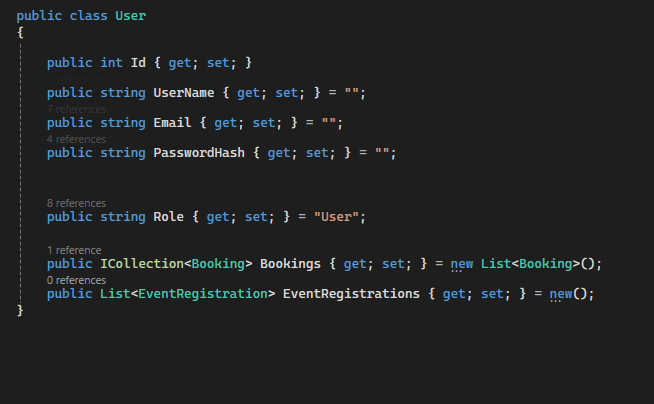 public class User
{
public int Id { get; set; }
public string UserName { get; set; } = "";
7 references
public string Email { get; set; } = "";
4 references
public string PasswordHash { get; set; } = "";
8 references
public string Role { get; set; } = "User";
1 reference
public ICollection<Booking> Bookings { get; set; } = new List<Booking>();
0 references
public List<EventRegistration> EventRegistrations { get; set; } = new();
}